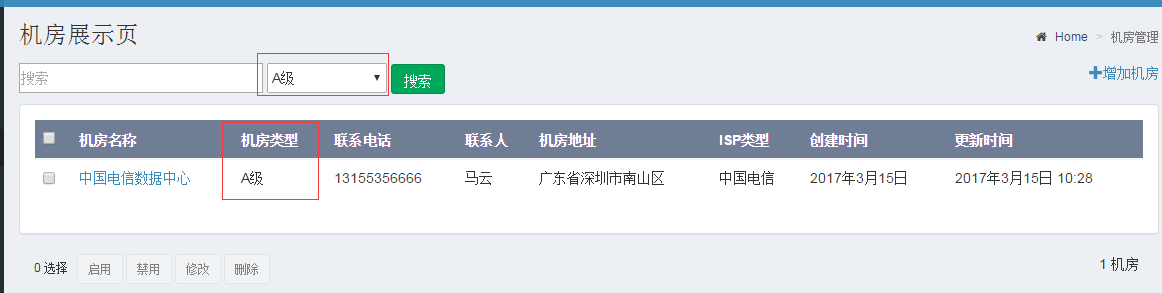 机房展示页
Home > 机房管理
搜索 A级 搜索 增加机房
机房名称 机房类型 联系电话 联系人 机房地址 ISP类型 创建时间 更新时间
中国电信数据中心 A级 13155356666 马云 广东省深圳市南山区 中国电信 2017年3月15日 2017年3月15日 10:28
0 选择 启用 禁用 修改 删除 1 机房